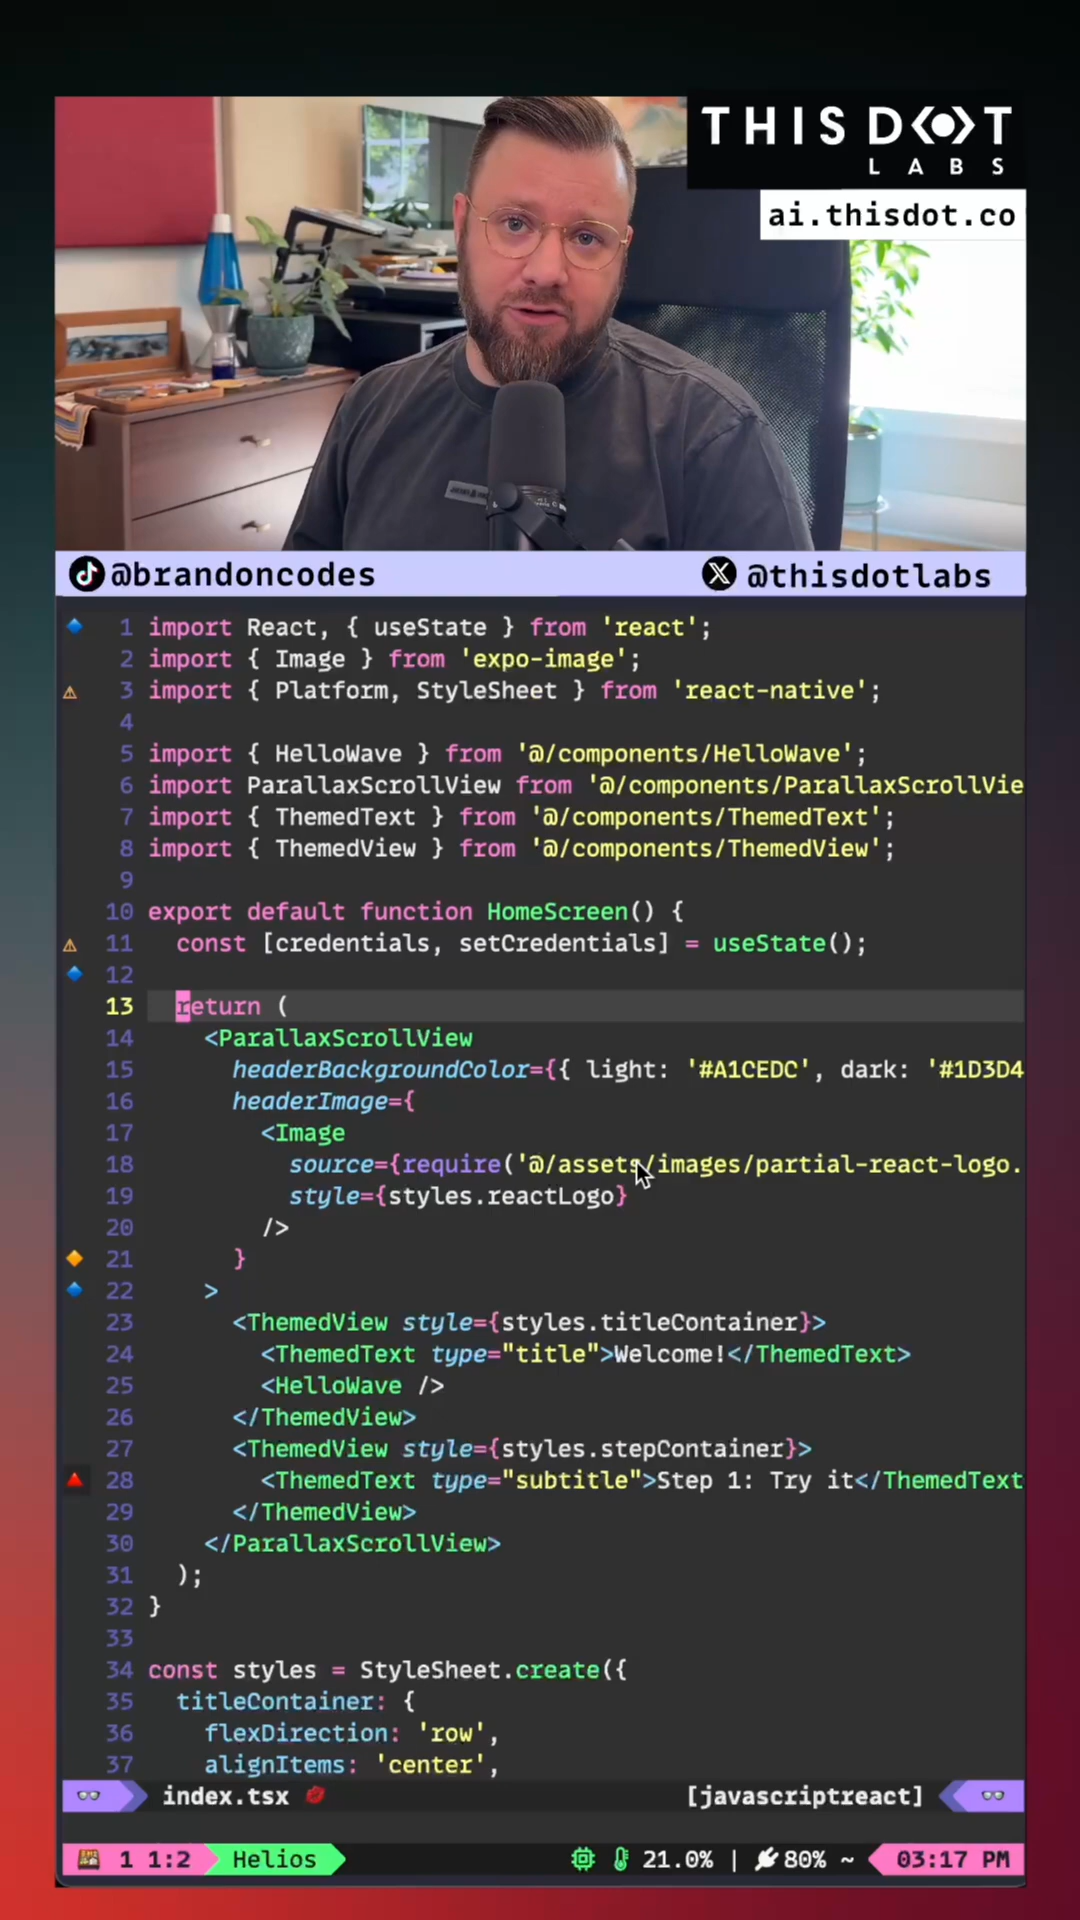 THIS DOT
LABS
ai.thisdot.co
@brandoncodes
@thisdotlabs
1 import React, { useState } from 'react';
2 import { Image } from 'expo-image';
3 import { Platform, StyleSheet } from 'react-native';
4
5 import { HelloWave } from '@/components/HelloWave';
6 import ParallaxScrollView from '@/components/ParallaxScrollVie
7 import { ThemedText } from '@/components/ThemedText';
8 import { ThemedView } from '@/components/ThemedView';
9
10 export default function HomeScreen() {
11 const [credentials, setCredentials] = useState();
12
13 return (
14 <ParallaxScrollView
15 headerBackgroundColor={{ light: '#A1CEDC', dark: '#1D3D4
16 headerImage={
17 <Image
18 source={require('@/assets/images/partial-react-logo.
19 style={styles.reactLogo}
20 />
21 }
22 >
23 <ThemedView style={styles.titleContainer}>
24 <ThemedText type="title">Welcome!</ThemedText>
25 <HelloWave />
26 </ThemedView>
27 <ThemedView style={styles.stepContainer}>
28 <ThemedText type="subtitle">Step 1: Try it</ThemedText
29 </ThemedView>
30 </ParallaxScrollView>
31 );
32 }
33
34 const styles = StyleSheet.create({
35 titleContainer: {
36 flexDirection: 'row',
37 alignItems: 'center',
index.tsx [javascriptreact]
1 1:2 Helios 21.0% | 80% ~ 03:17 PM